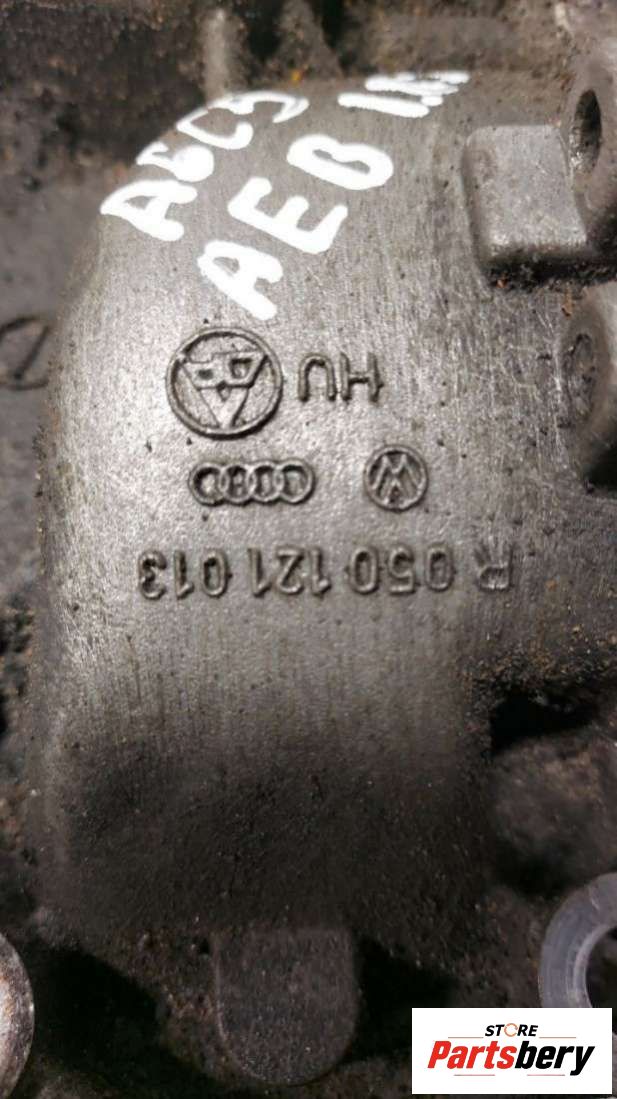 A6C5
AEB 1.8
HU
R 050 121 013
STORE
Partsbery